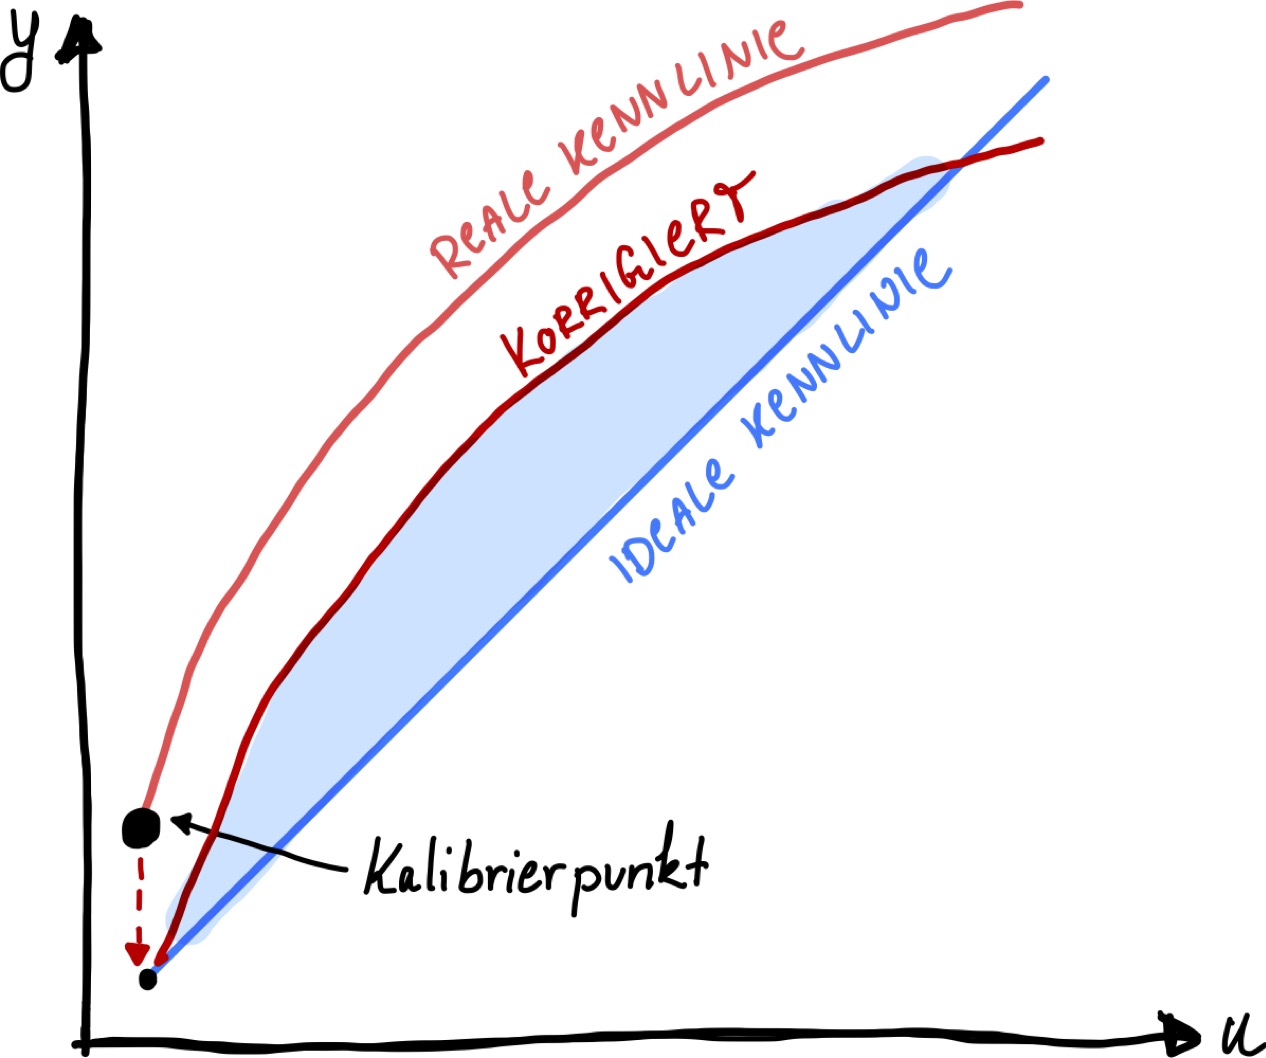 y
REALE KENNLINIE
KORRIGIERT
IDEALE KENNLINIE
Kalibrierpunkt
u